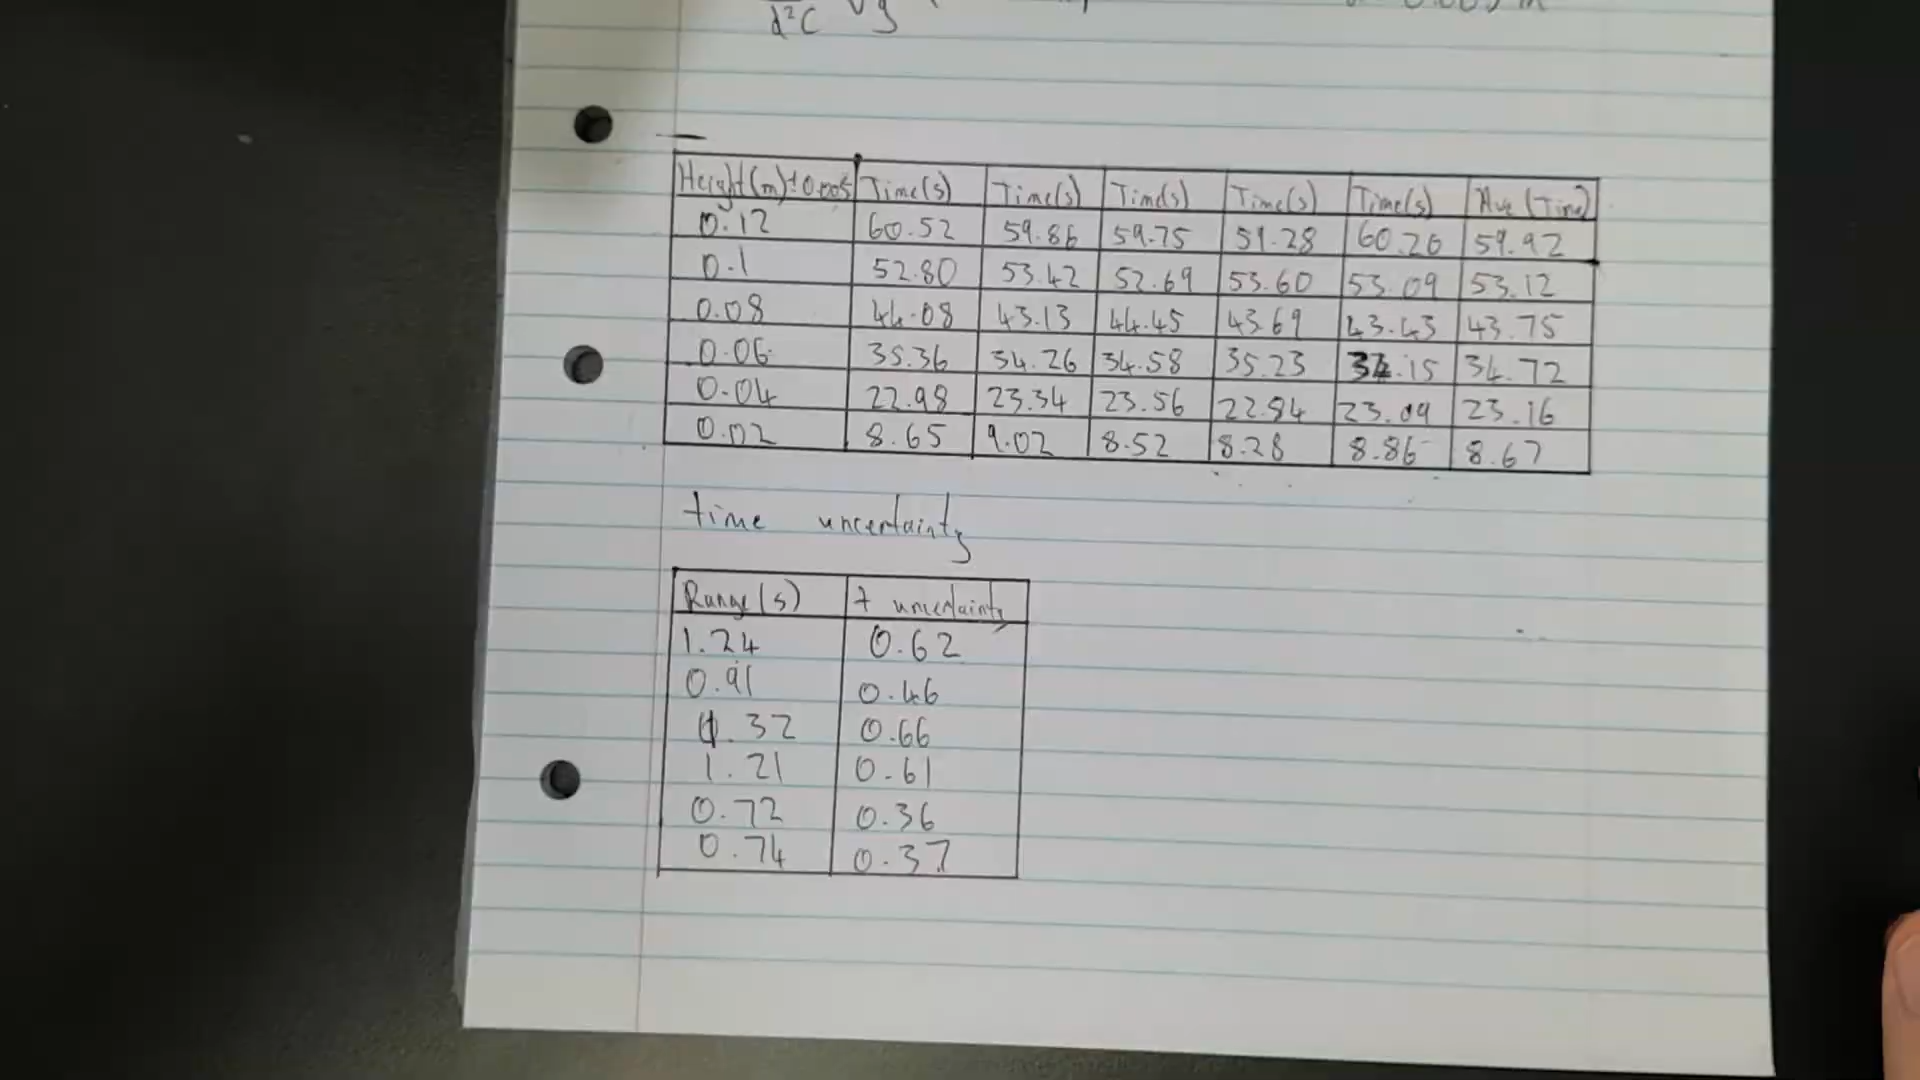 d²C √g
Height(m)±0.005 Time(s) Time(s) Time(s) Time(s) Time(s) Ave (Time)
0.12 60.52 59.86 59.75 59.28 60.26 59.92
0.1 52.80 53.42 52.69 53.60 53.09 53.12
0.08 44.08 43.13 44.45 43.69 43.43 43.75
0.06 35.36 34.26 34.58 35.23 34.15 34.72
0.04 22.98 23.34 23.56 22.84 23.09 23.16
0.02 8.65 9.02 8.52 8.28 8.86 8.67
time uncertainty
Range(s) ± uncertainty
1.24 0.62
0.91 0.46
1.32 0.66
1.21 0.61
0.72 0.36
0.74 0.37